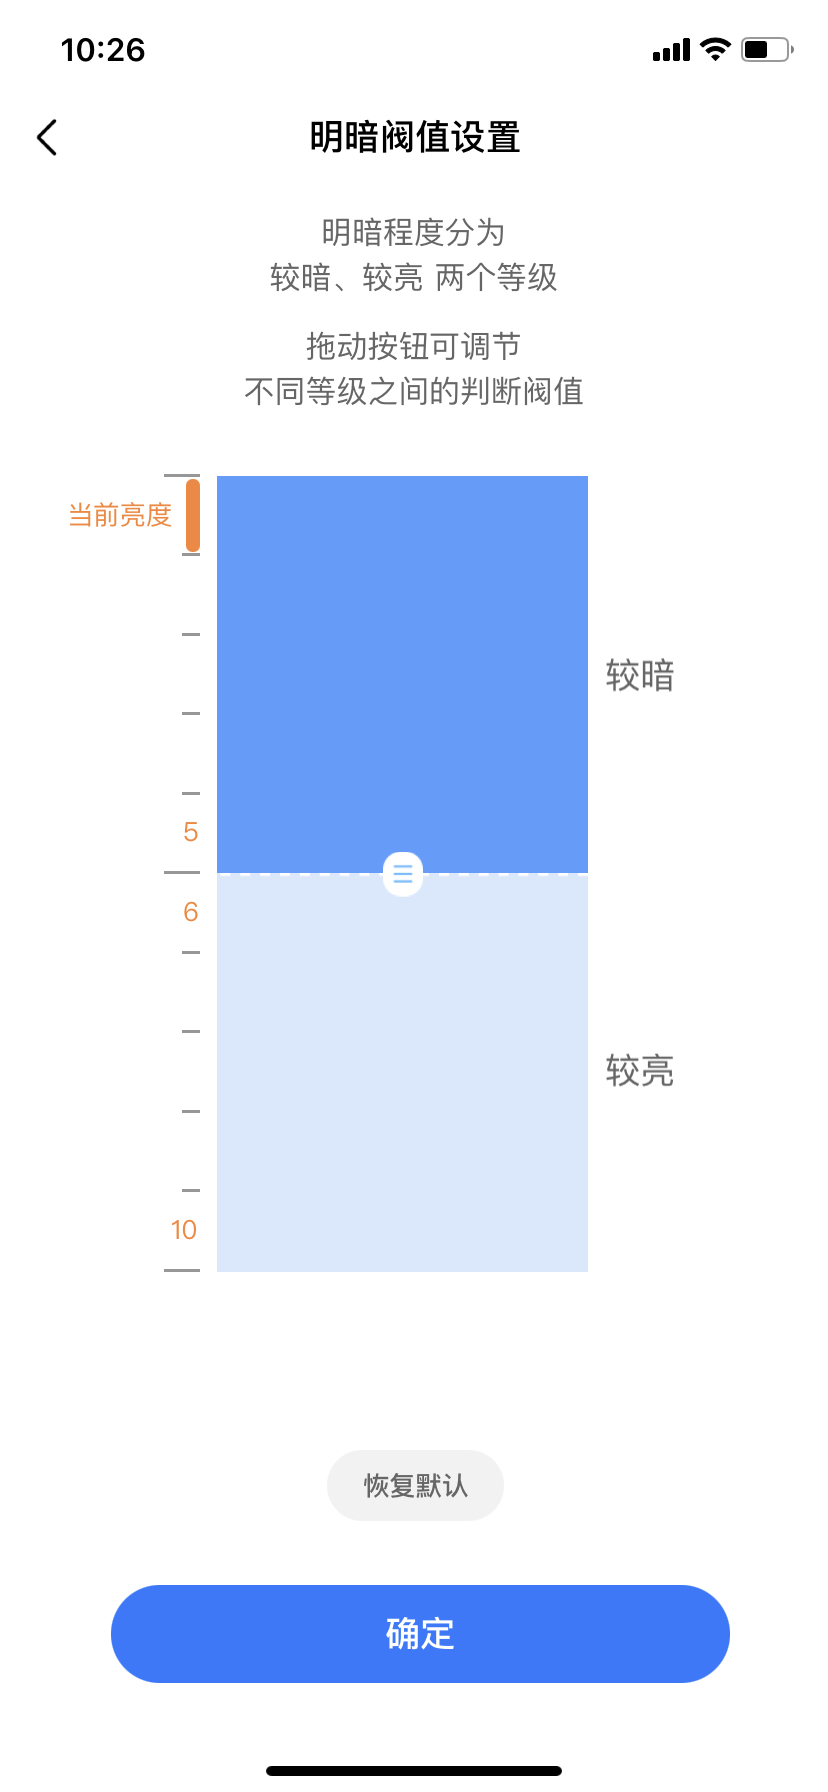 10:26
明暗阀值设置
明暗程度分为
较暗、较亮 两个等级
拖动按钮可调节
不同等级之间的判断阀值
当前亮度
较暗
5
6
较亮
10
恢复默认
确定